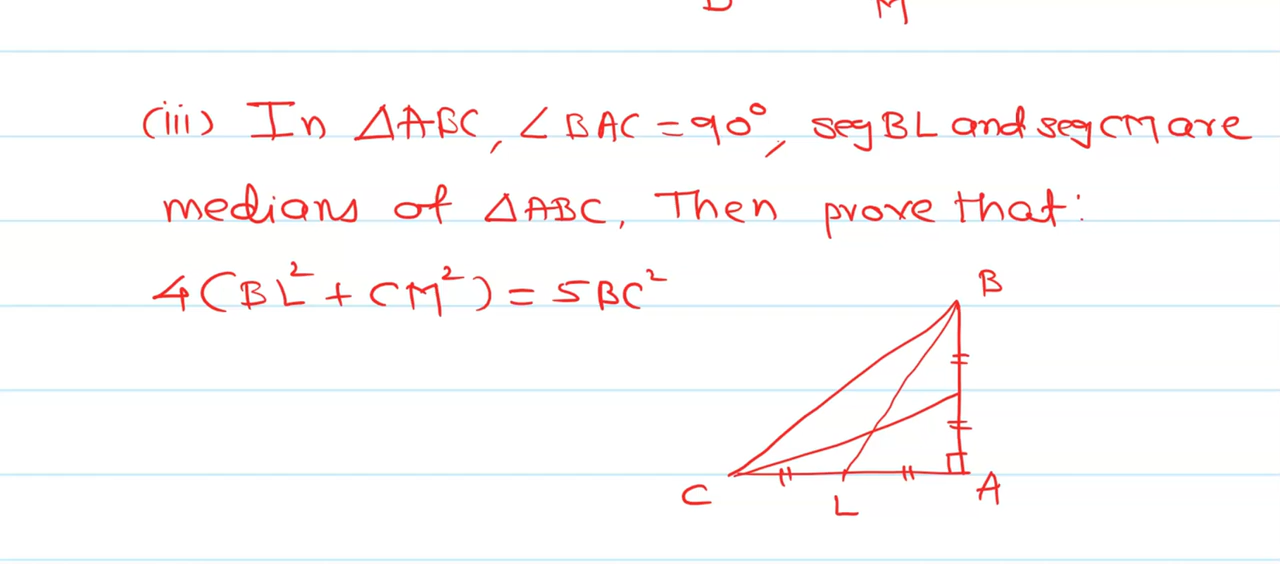 (iii) In △ABC, ∠BAC = 90°, seg BL and seg CM are
medians of △ABC, Then prove that:
4(BL² + CM²) = 5BC²
B
C
L
A